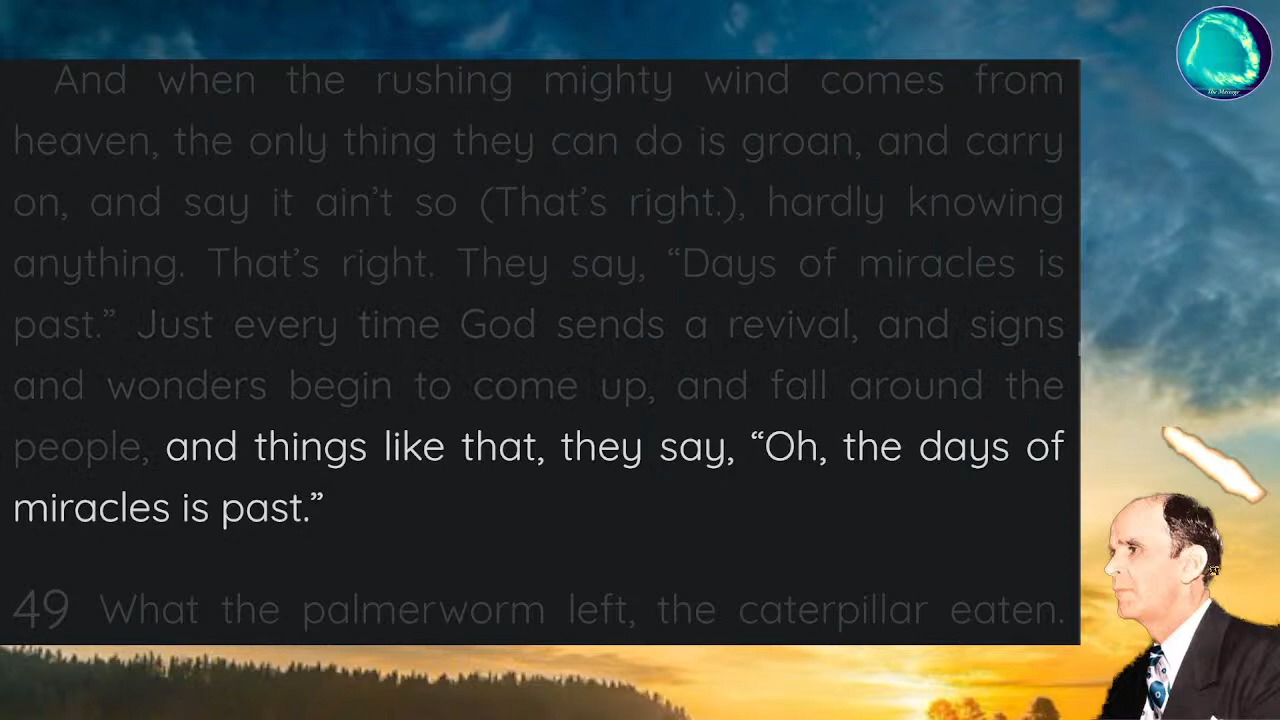 The Message
And when the rushing mighty wind comes from
heaven, the only thing they can do is groan, and carry
on, and say it ain’t so (That’s right.), hardly knowing
anything. That’s right. They say, “Days of miracles is
past.” Just every time God sends a revival, and signs
and wonders begin to come up, and fall around the
people, and things like that, they say, “Oh, the days of
miracles is past.”
49 What the palmerworm left, the caterpillar eaten.